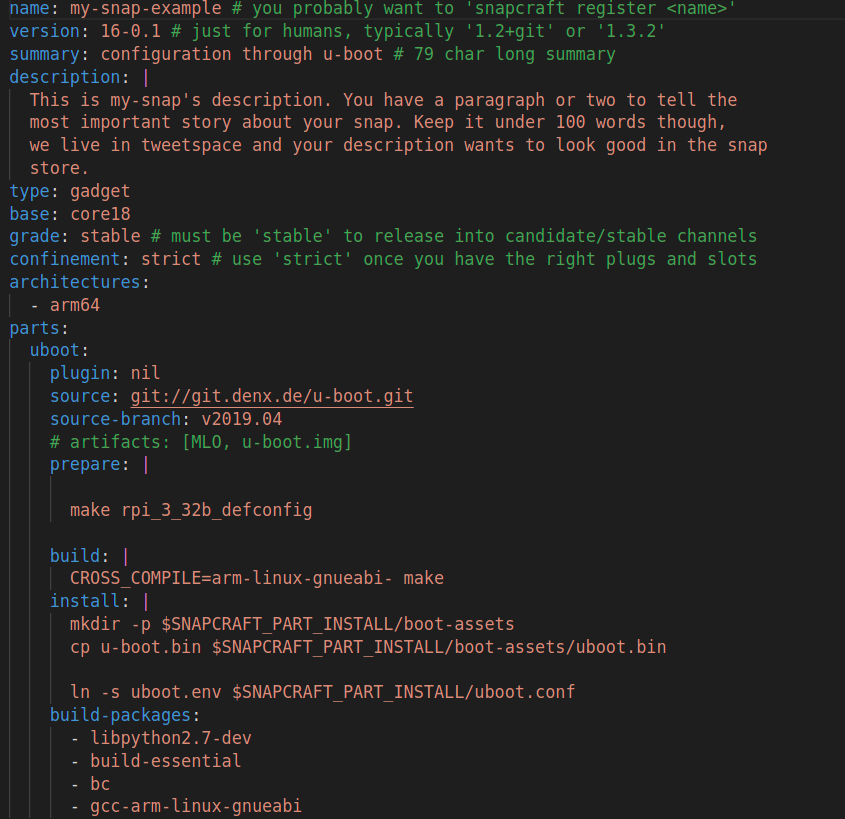 name: my-snap-example # you probably want to 'snapcraft register <name>'
version: 16-0.1 # just for humans, typically '1.2+git' or '1.3.2'
summary: configuration through u-boot # 79 char long summary
description: |
  This is my-snap's description. You have a paragraph or two to tell the
  most important story about your snap. Keep it under 100 words though,
  we live in tweetspace and your description wants to look good in the snap
  store.
type: gadget
base: core18
grade: stable # must be 'stable' to release into candidate/stable channels
confinement: strict # use 'strict' once you have the right plugs and slots
architectures:
  - arm64
parts:
  uboot:
    plugin: nil
    source: git://git.denx.de/u-boot.git
    source-branch: v2019.04
    # artifacts: [MLO, u-boot.img]
    prepare: |
      make rpi_3_32b_defconfig
    build: |
      CROSS_COMPILE=arm-linux-gnueabi- make
    install: |
      mkdir -p $SNAPCRAFT_PART_INSTALL/boot-assets
      cp u-boot.bin $SNAPCRAFT_PART_INSTALL/boot-assets/uboot.bin
      ln -s uboot.env $SNAPCRAFT_PART_INSTALL/uboot.conf
    build-packages:
      - libpython2.7-dev
      - build-essential
      - bc
      - gcc-arm-linux-gnueabi